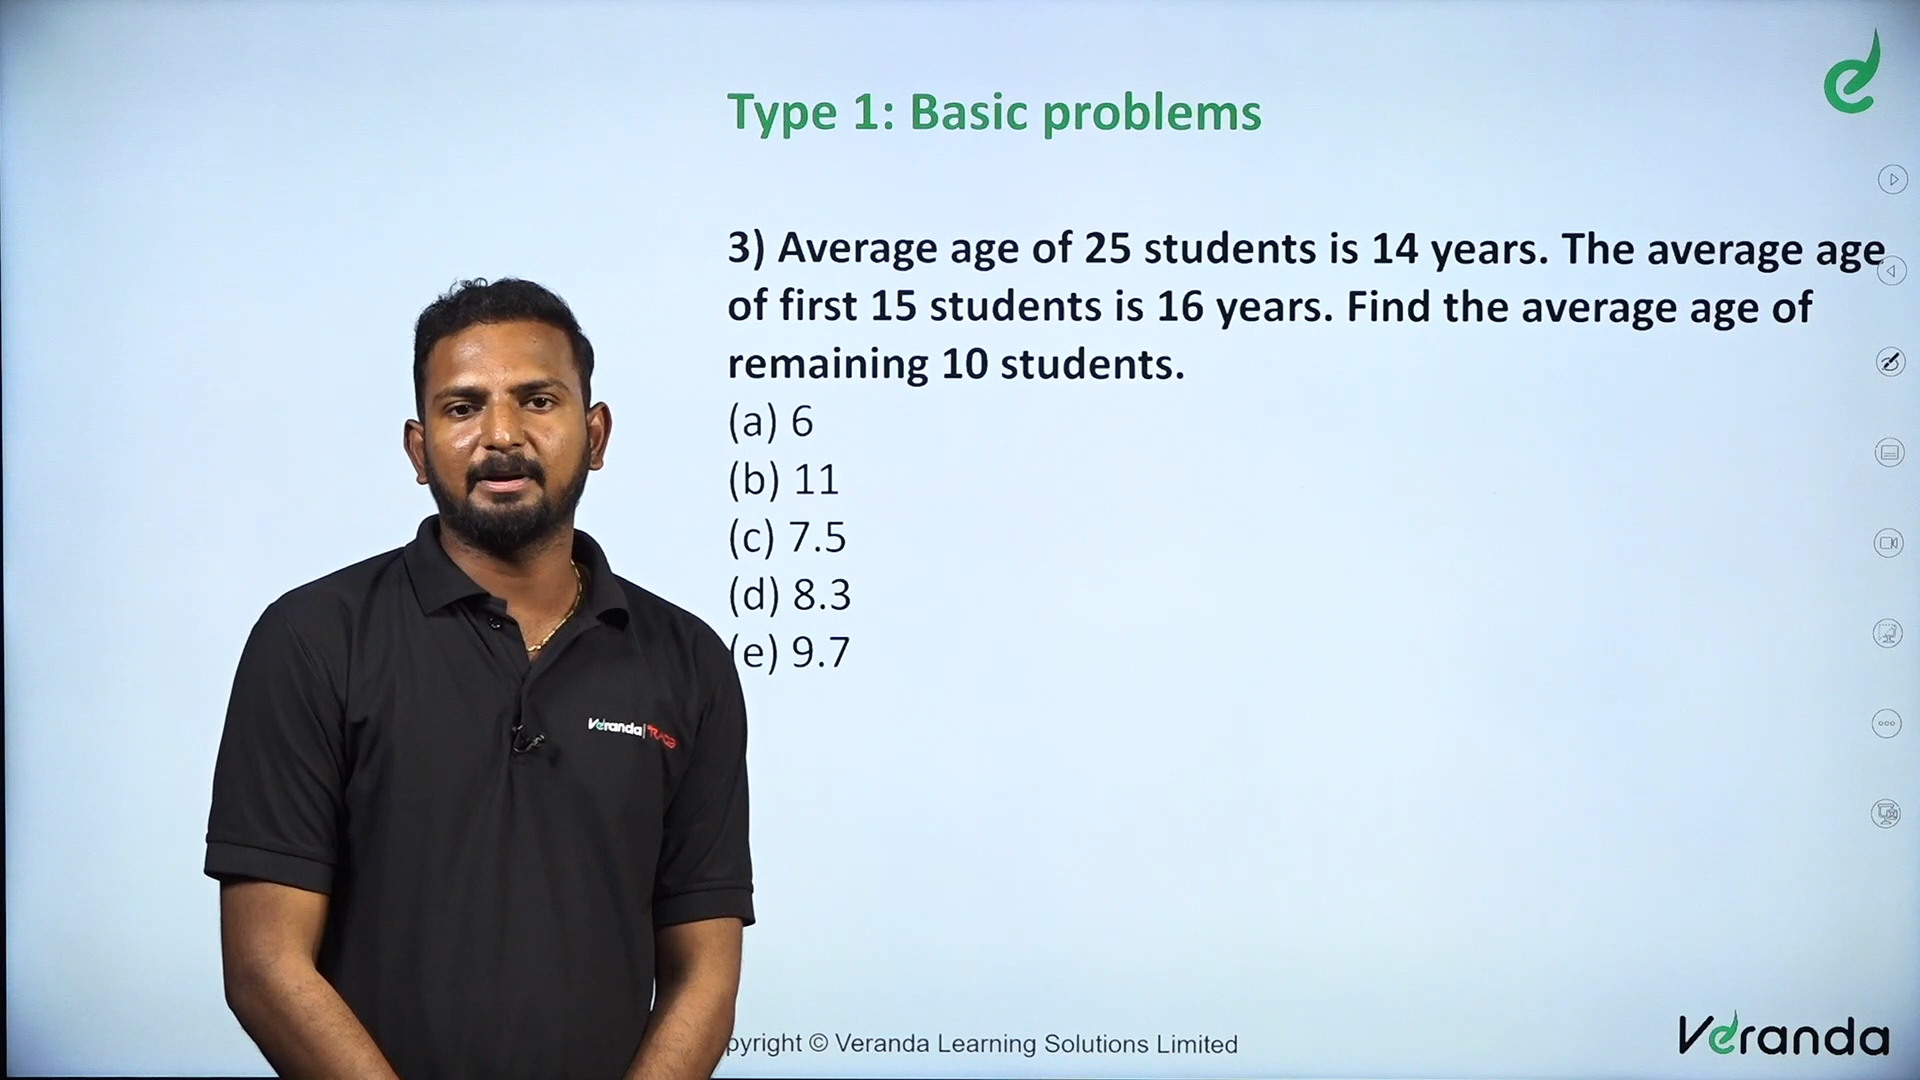 Type 1: Basic problems
3) Average age of 25 students is 14 years. The average age
of first 15 students is 16 years. Find the average age of
remaining 10 students.
(a) 6
(b) 11
(c) 7.5
(d) 8.3
(e) 9.7
Veranda RACE
pyright © Veranda Learning Solutions Limited
Veranda